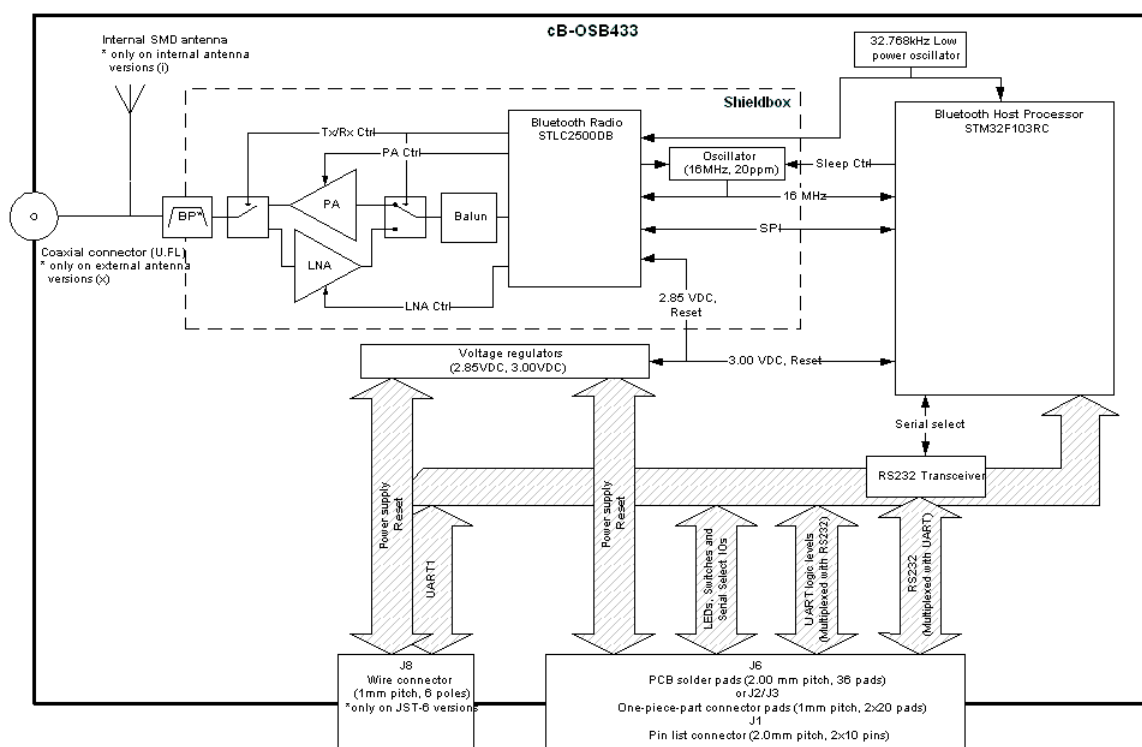 cB-OSB433
Internal SMD antenna
* only on internal antenna
versions (i)
32.768kHz Low
power oscillator
Shieldbox
Bluetooth Radio
STLC2500DB
Bluetooth Host Processor
STM32F103RC
Tx/Rx Ctrl
PA Ctrl
Oscillator
(16MHz, 20ppm)
Sleep Ctrl
16 MHz
PA
BP*
Balun
SPI
Coaxial connector (U.FL)
* only on external antenna
versions (x)
LNA
LNA Ctrl
2.85 VDC,
Reset
Voltage regulators
(2.85VDC, 3.00VDC)
3.00 VDC, Reset
Serial select
RS232 Transceiver
Power supply
Reset
UART1
Power supply
Reset
LEDs, Switches and
Serial Select IOs
UART logic levels
(Multiplexed with RS232)
RS232
(Multiplexed with UART)
J8
Wire connector
(1mm pitch, 6 poles)
*only on JST-6 versions
J6
PCB solder pads (2.00 mm pitch, 36 pads)
or J2/J3
One-piece-part connector pads (1mm pitch, 2x20 pads)
J1
Pin list connector (2.0mm pitch, 2x10 pins)